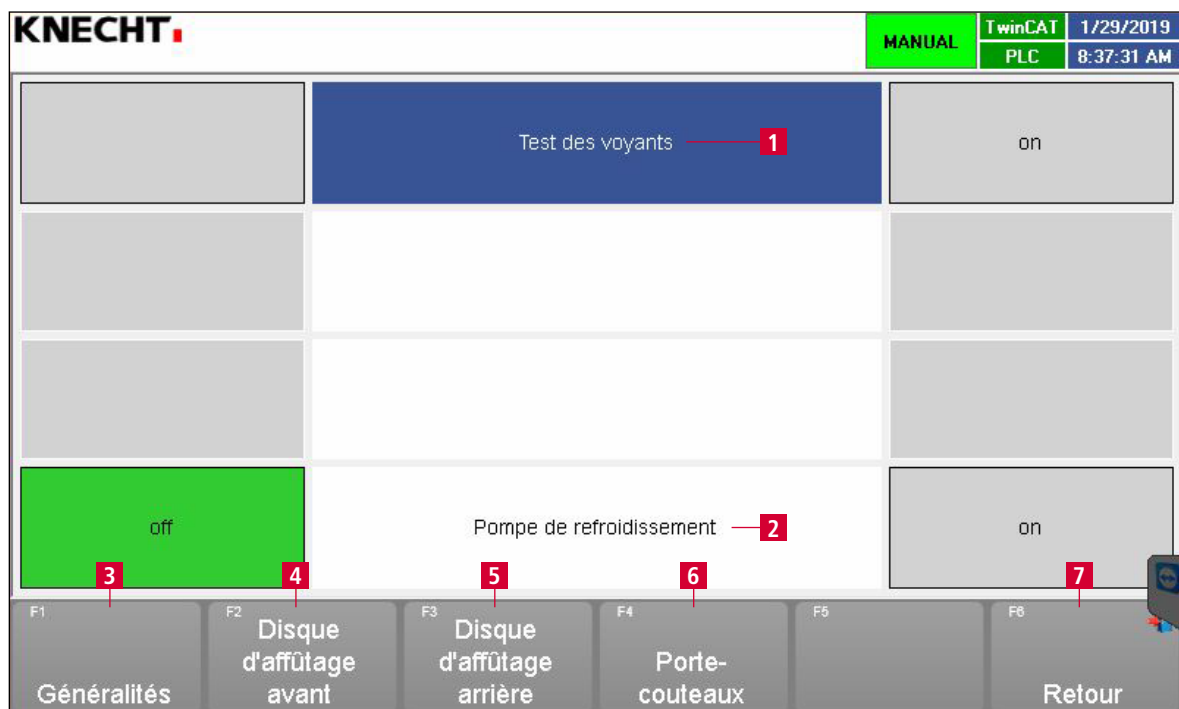 KNECHT
MANUAL
TwinCAT
1/29/2019
PLC
8:37:31 AM
Test des voyants
1
on
off
Pompe de refroidissement
2
on
3
4
5
6
7
F1
Généralités
F2
Disque
d'affûtage
avant
F3
Disque
d'affûtage
arrière
F4
Porte-
couteaux
F5
F6
Retour